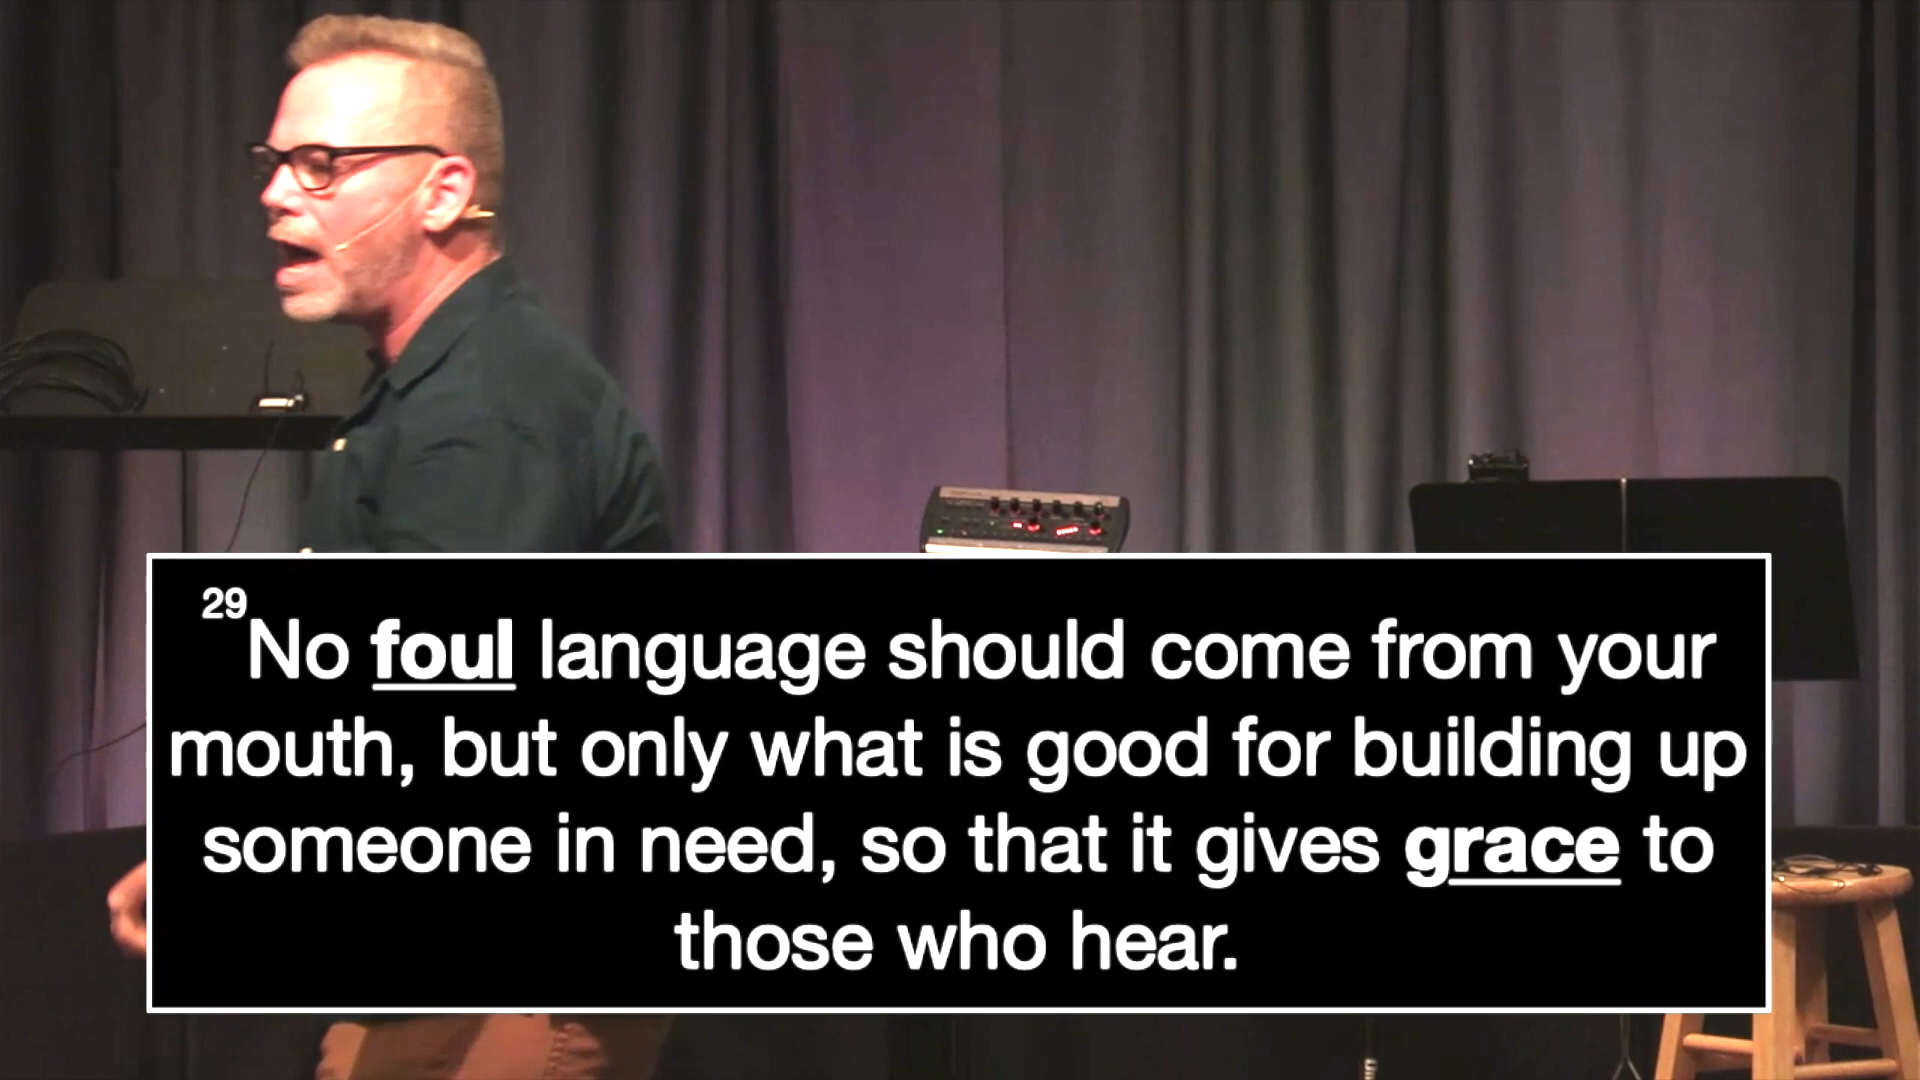 29
No foul language should come from your
mouth, but only what is good for building up
someone in need, so that it gives grace to
those who hear.